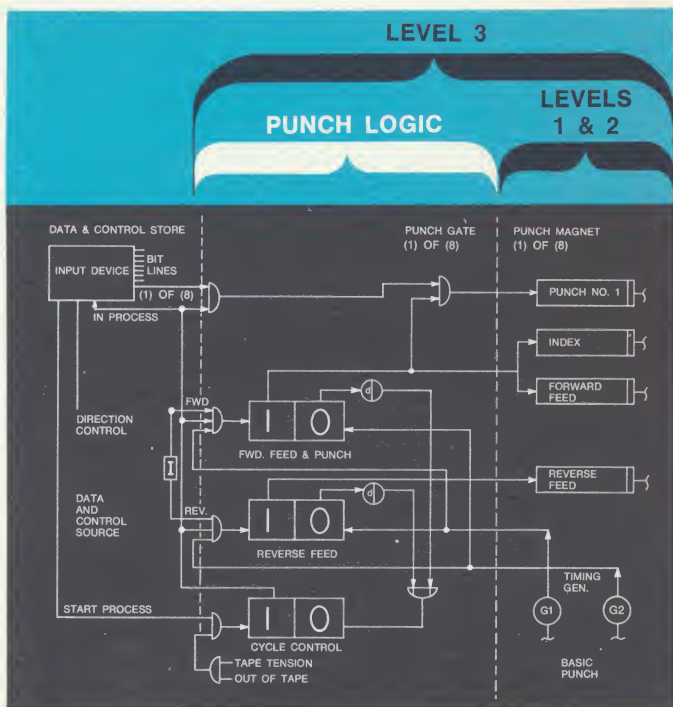 LEVEL 3
LEVELS
1 & 2
PUNCH LOGIC
DATA & CONTROL STORE
PUNCH GATE
(1) OF (8)
PUNCH MAGNET
(1) OF (8)
INPUT DEVICE
BIT
LINES
(1) OF (8)
IN PROCESS
PUNCH NO. 1
INDEX
FORWARD
FEED
FWD
d
I O
FWD. FEED & PUNCH
DIRECTION
CONTROL
I
REVERSE
FEED
d
DATA
AND
CONTROL
SOURCE
REV.
I O
REVERSE FEED
TIMING
GEN.
G1
G2
START PROCESS
I O
CYCLE CONTROL
TAPE TENSION
OUT OF TAPE
BASIC
PUNCH